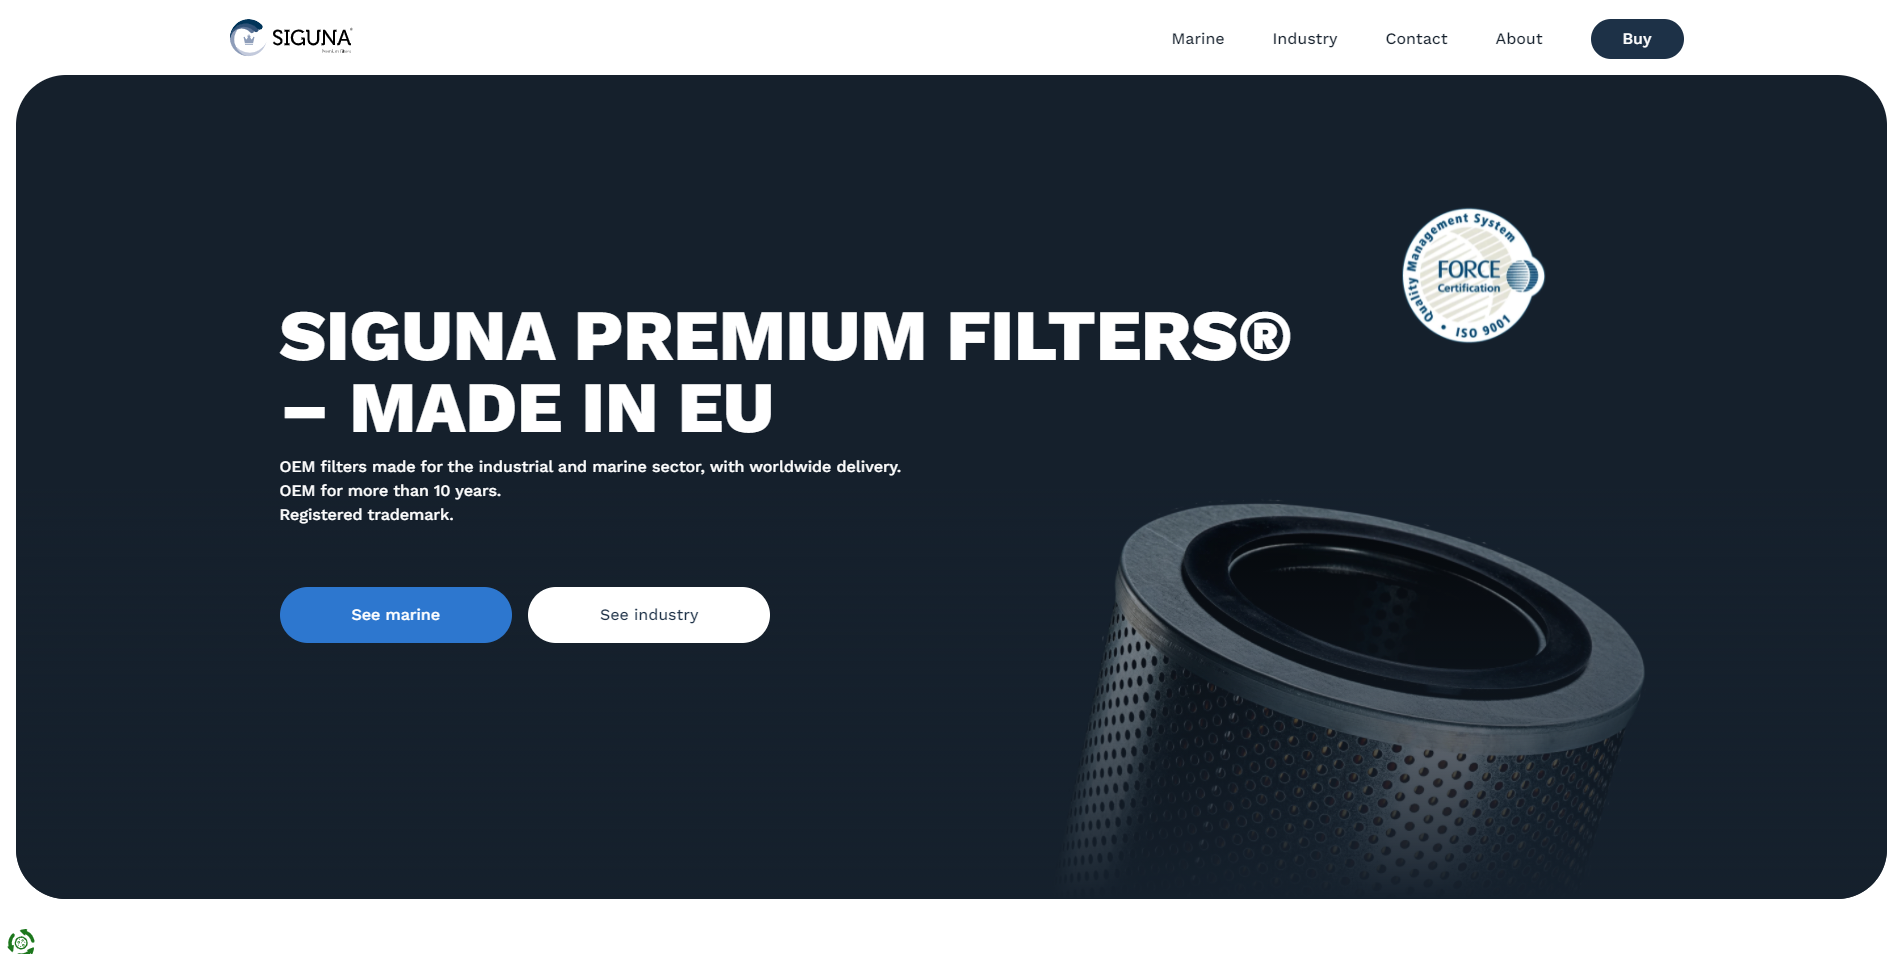 SIGUNA®
Premium filters
Marine
Industry
Contact
About
Buy
Quality Management System
FORCE
Certification
• ISO 9001
SIGUNA PREMIUM FILTERS®
– MADE IN EU
OEM filters made for the industrial and marine sector, with worldwide delivery.
OEM for more than 10 years.
Registered trademark.
See marine
See industry